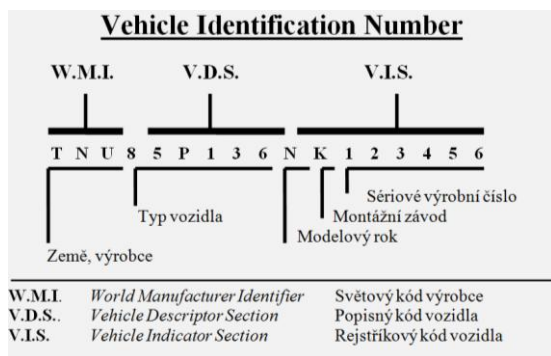 Vehicle Identification Number
W.M.I. V.D.S. V.I.S.
T N U 8 5 P 1 3 6 N K 1 2 3 4 5 6
Sériové výrobní číslo
Typ vozidla Montážní závod
Modelový rok
Země, výrobce
W.M.I. World Manufacturer Identifier Světový kód výrobce
V.D.S.. Vehicle Descriptor Section Popisný kód vozidla
V.I.S. Vehicle Indicator Section Rejstříkový kód vozidla